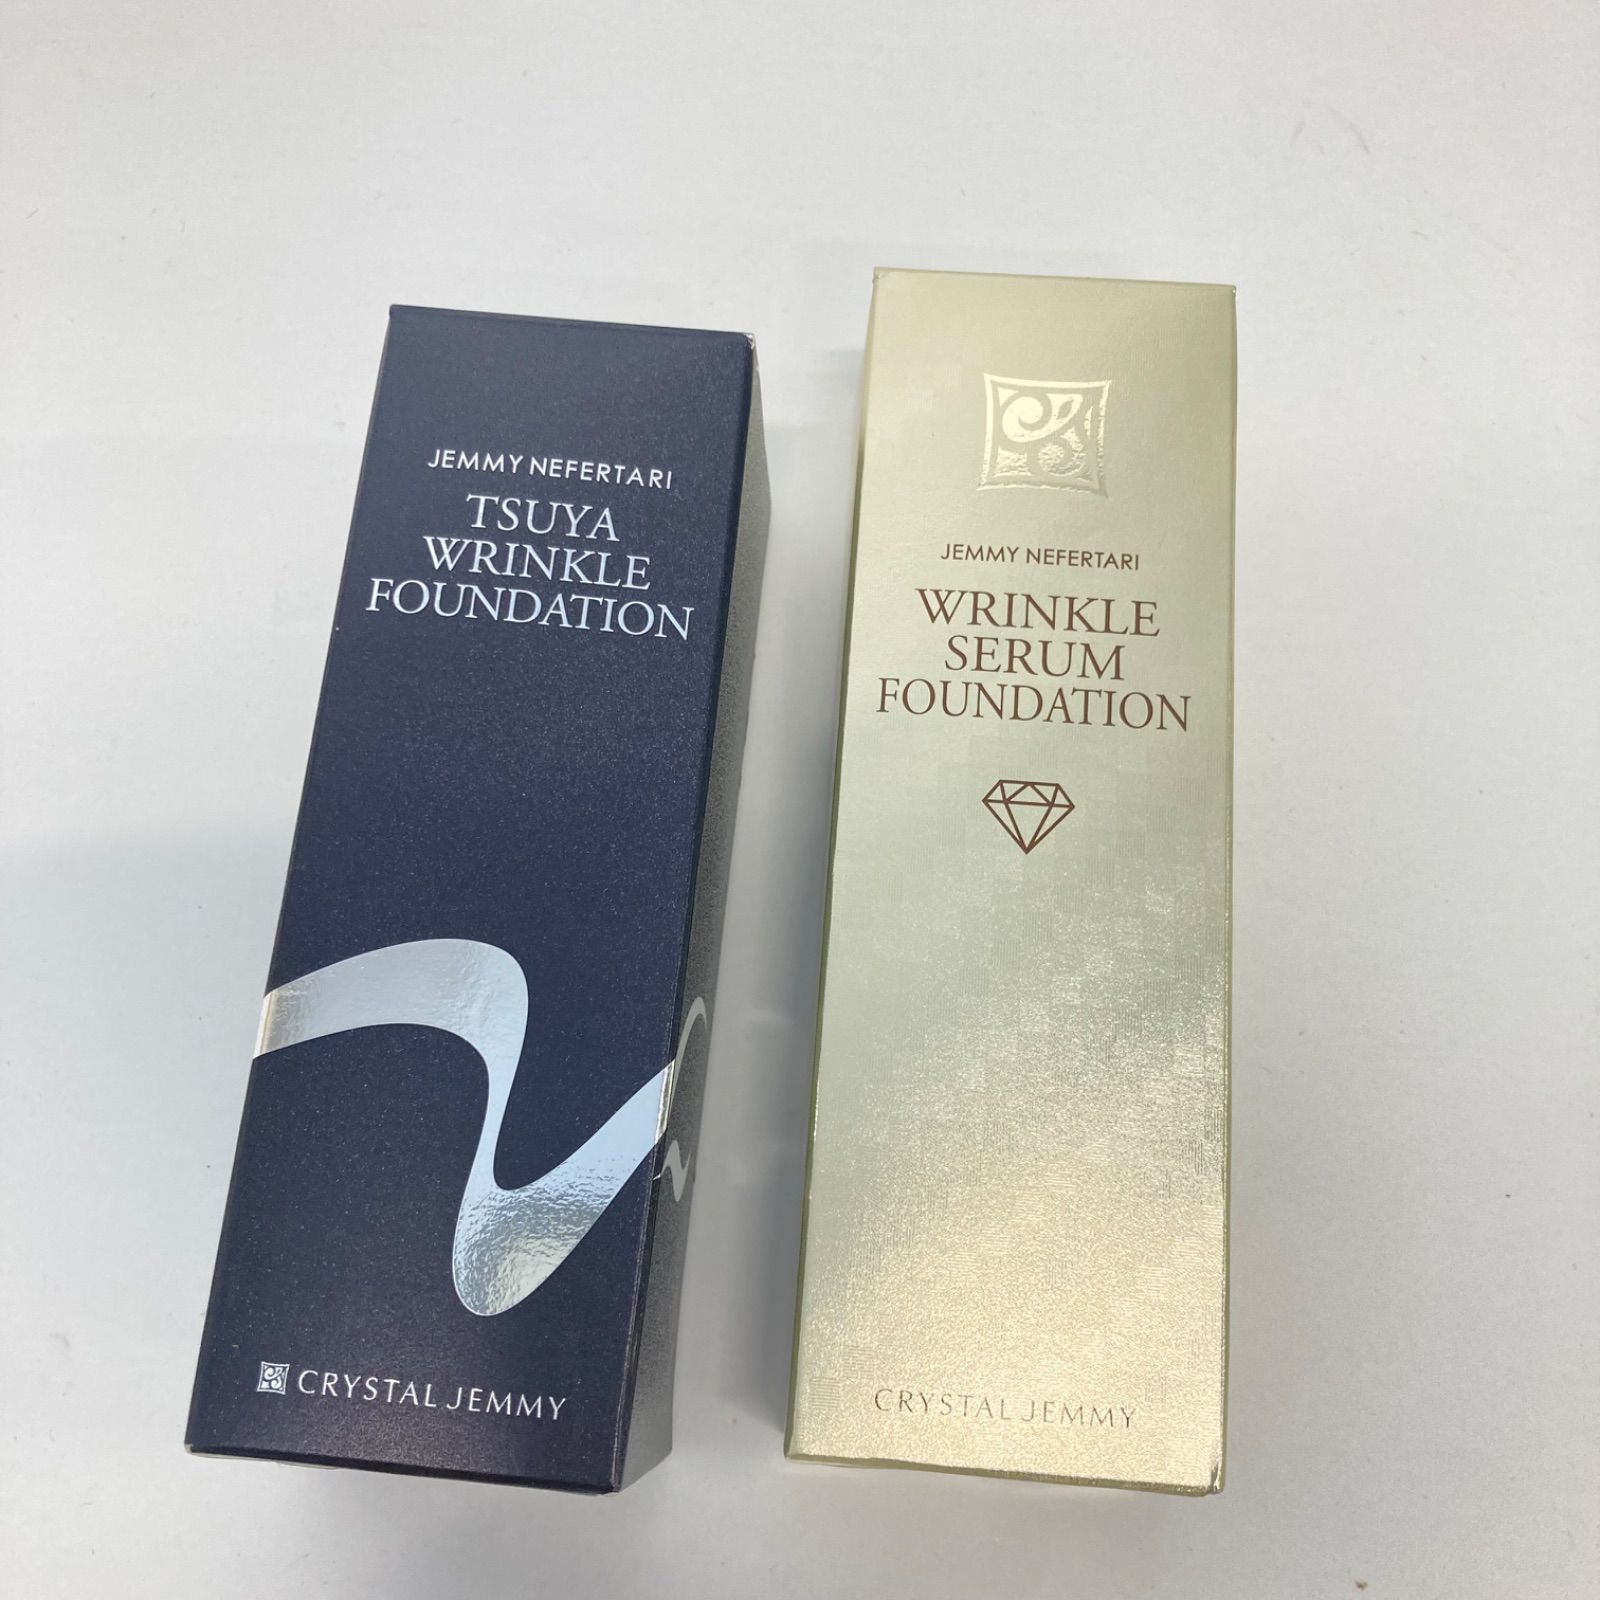 JEMMY NEFERTARI
TSUYA
WRINKLE
FOUNDATION
CRYSTAL JEMMY
JEMMY NEFERTARI
WRINKLE
SERUM
FOUNDATION
CRYSTAL JEMMY